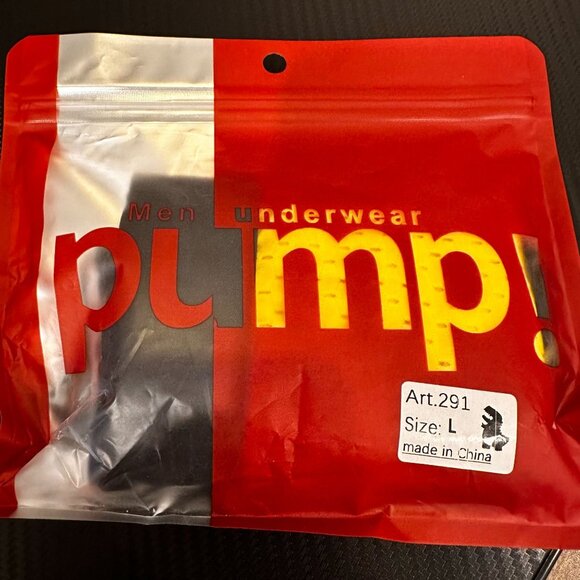 Men underwear
pump!
Art.291
Size: L
made in China